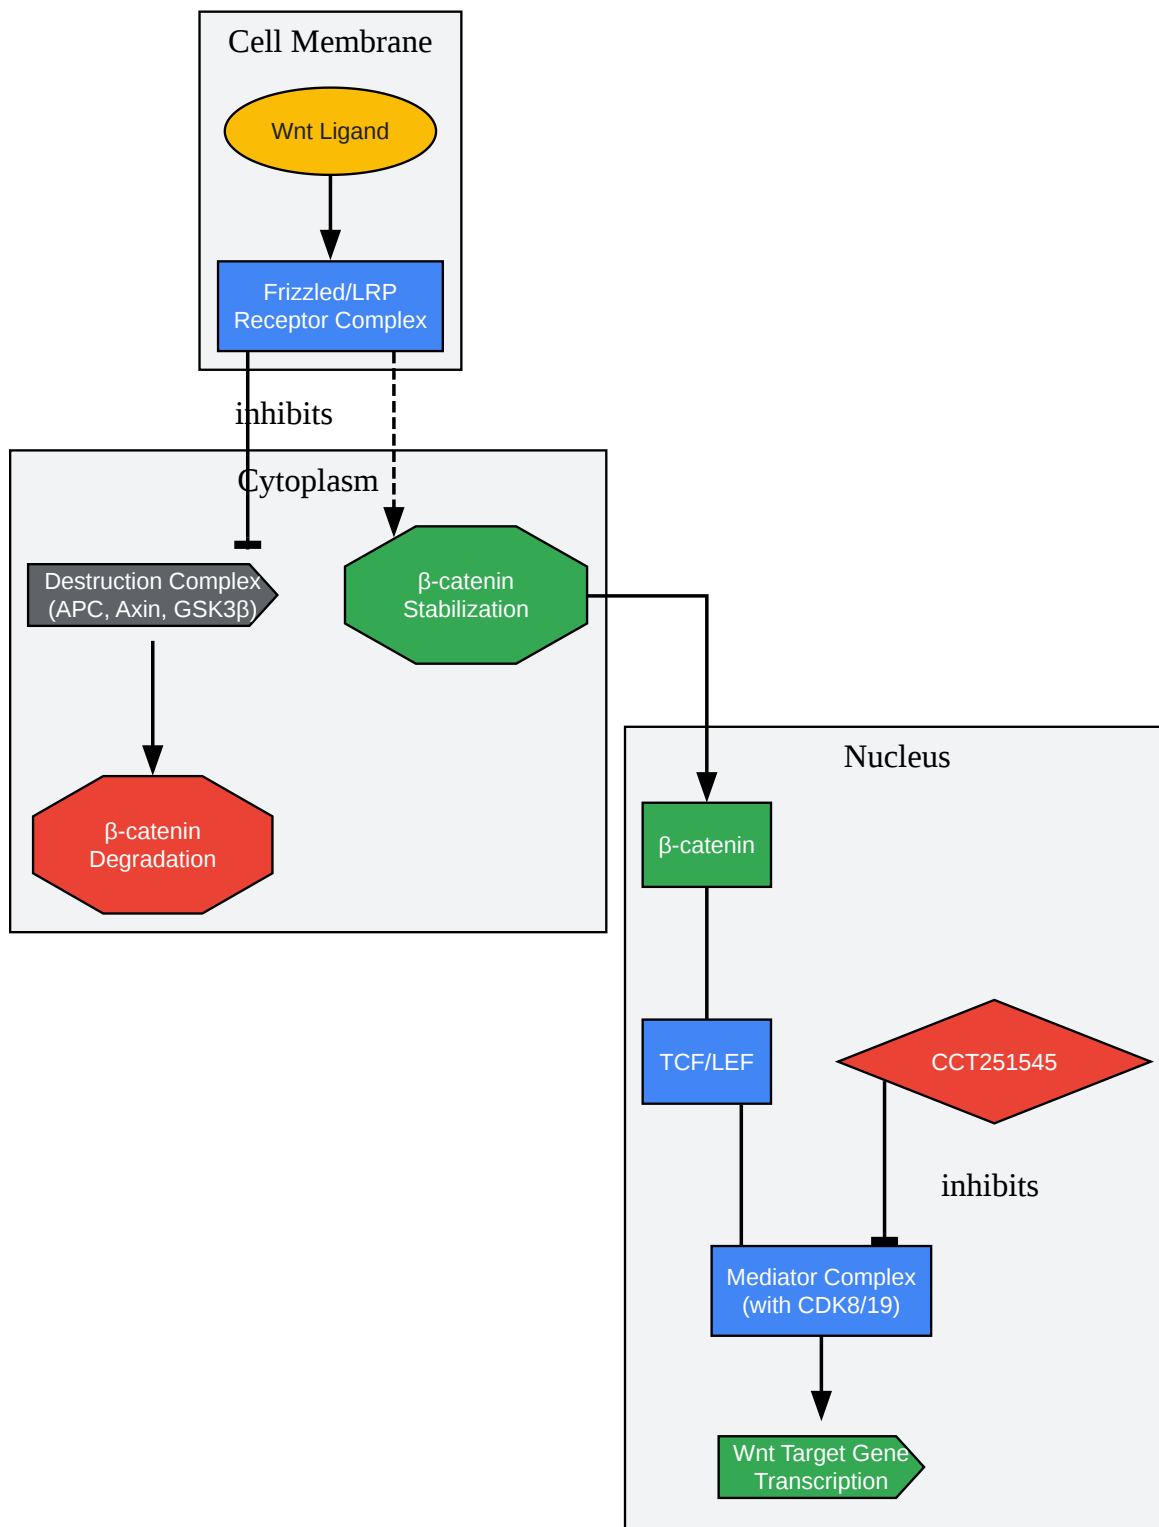 Cell Membrane
Wnt Ligand
Frizzled/LRP
Receptor Complex
inhibits
Cytoplasm
Destruction Complex
(APC, Axin, GSK3β)
β-catenin
Stabilization
β-catenin
Degradation
Nucleus
β-catenin
TCF/LEF
CCT251545
inhibits
Mediator Complex
(with CDK8/19)
Wnt Target Gene
Transcription